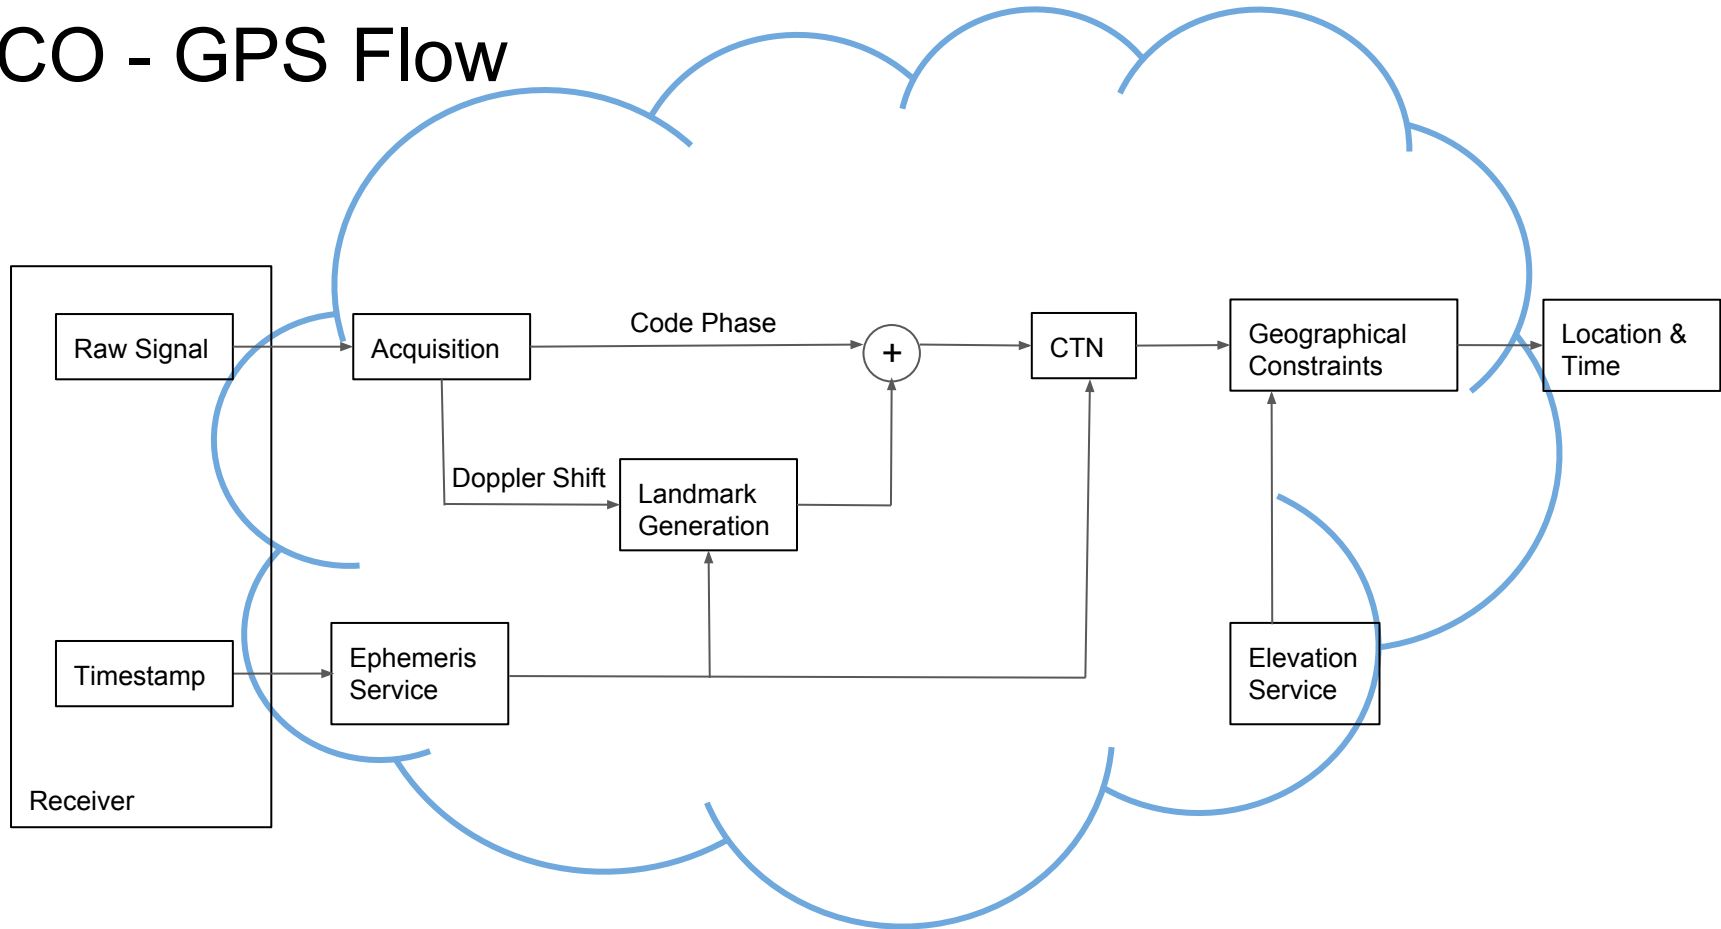 CO - GPS Flow
Raw Signal
Acquisition
Code Phase
+
CTN
Geographical
Constraints
Location &
Time
Doppler Shift
Landmark
Generation
Timestamp
Ephemeris
Service
Elevation
Service
Receiver